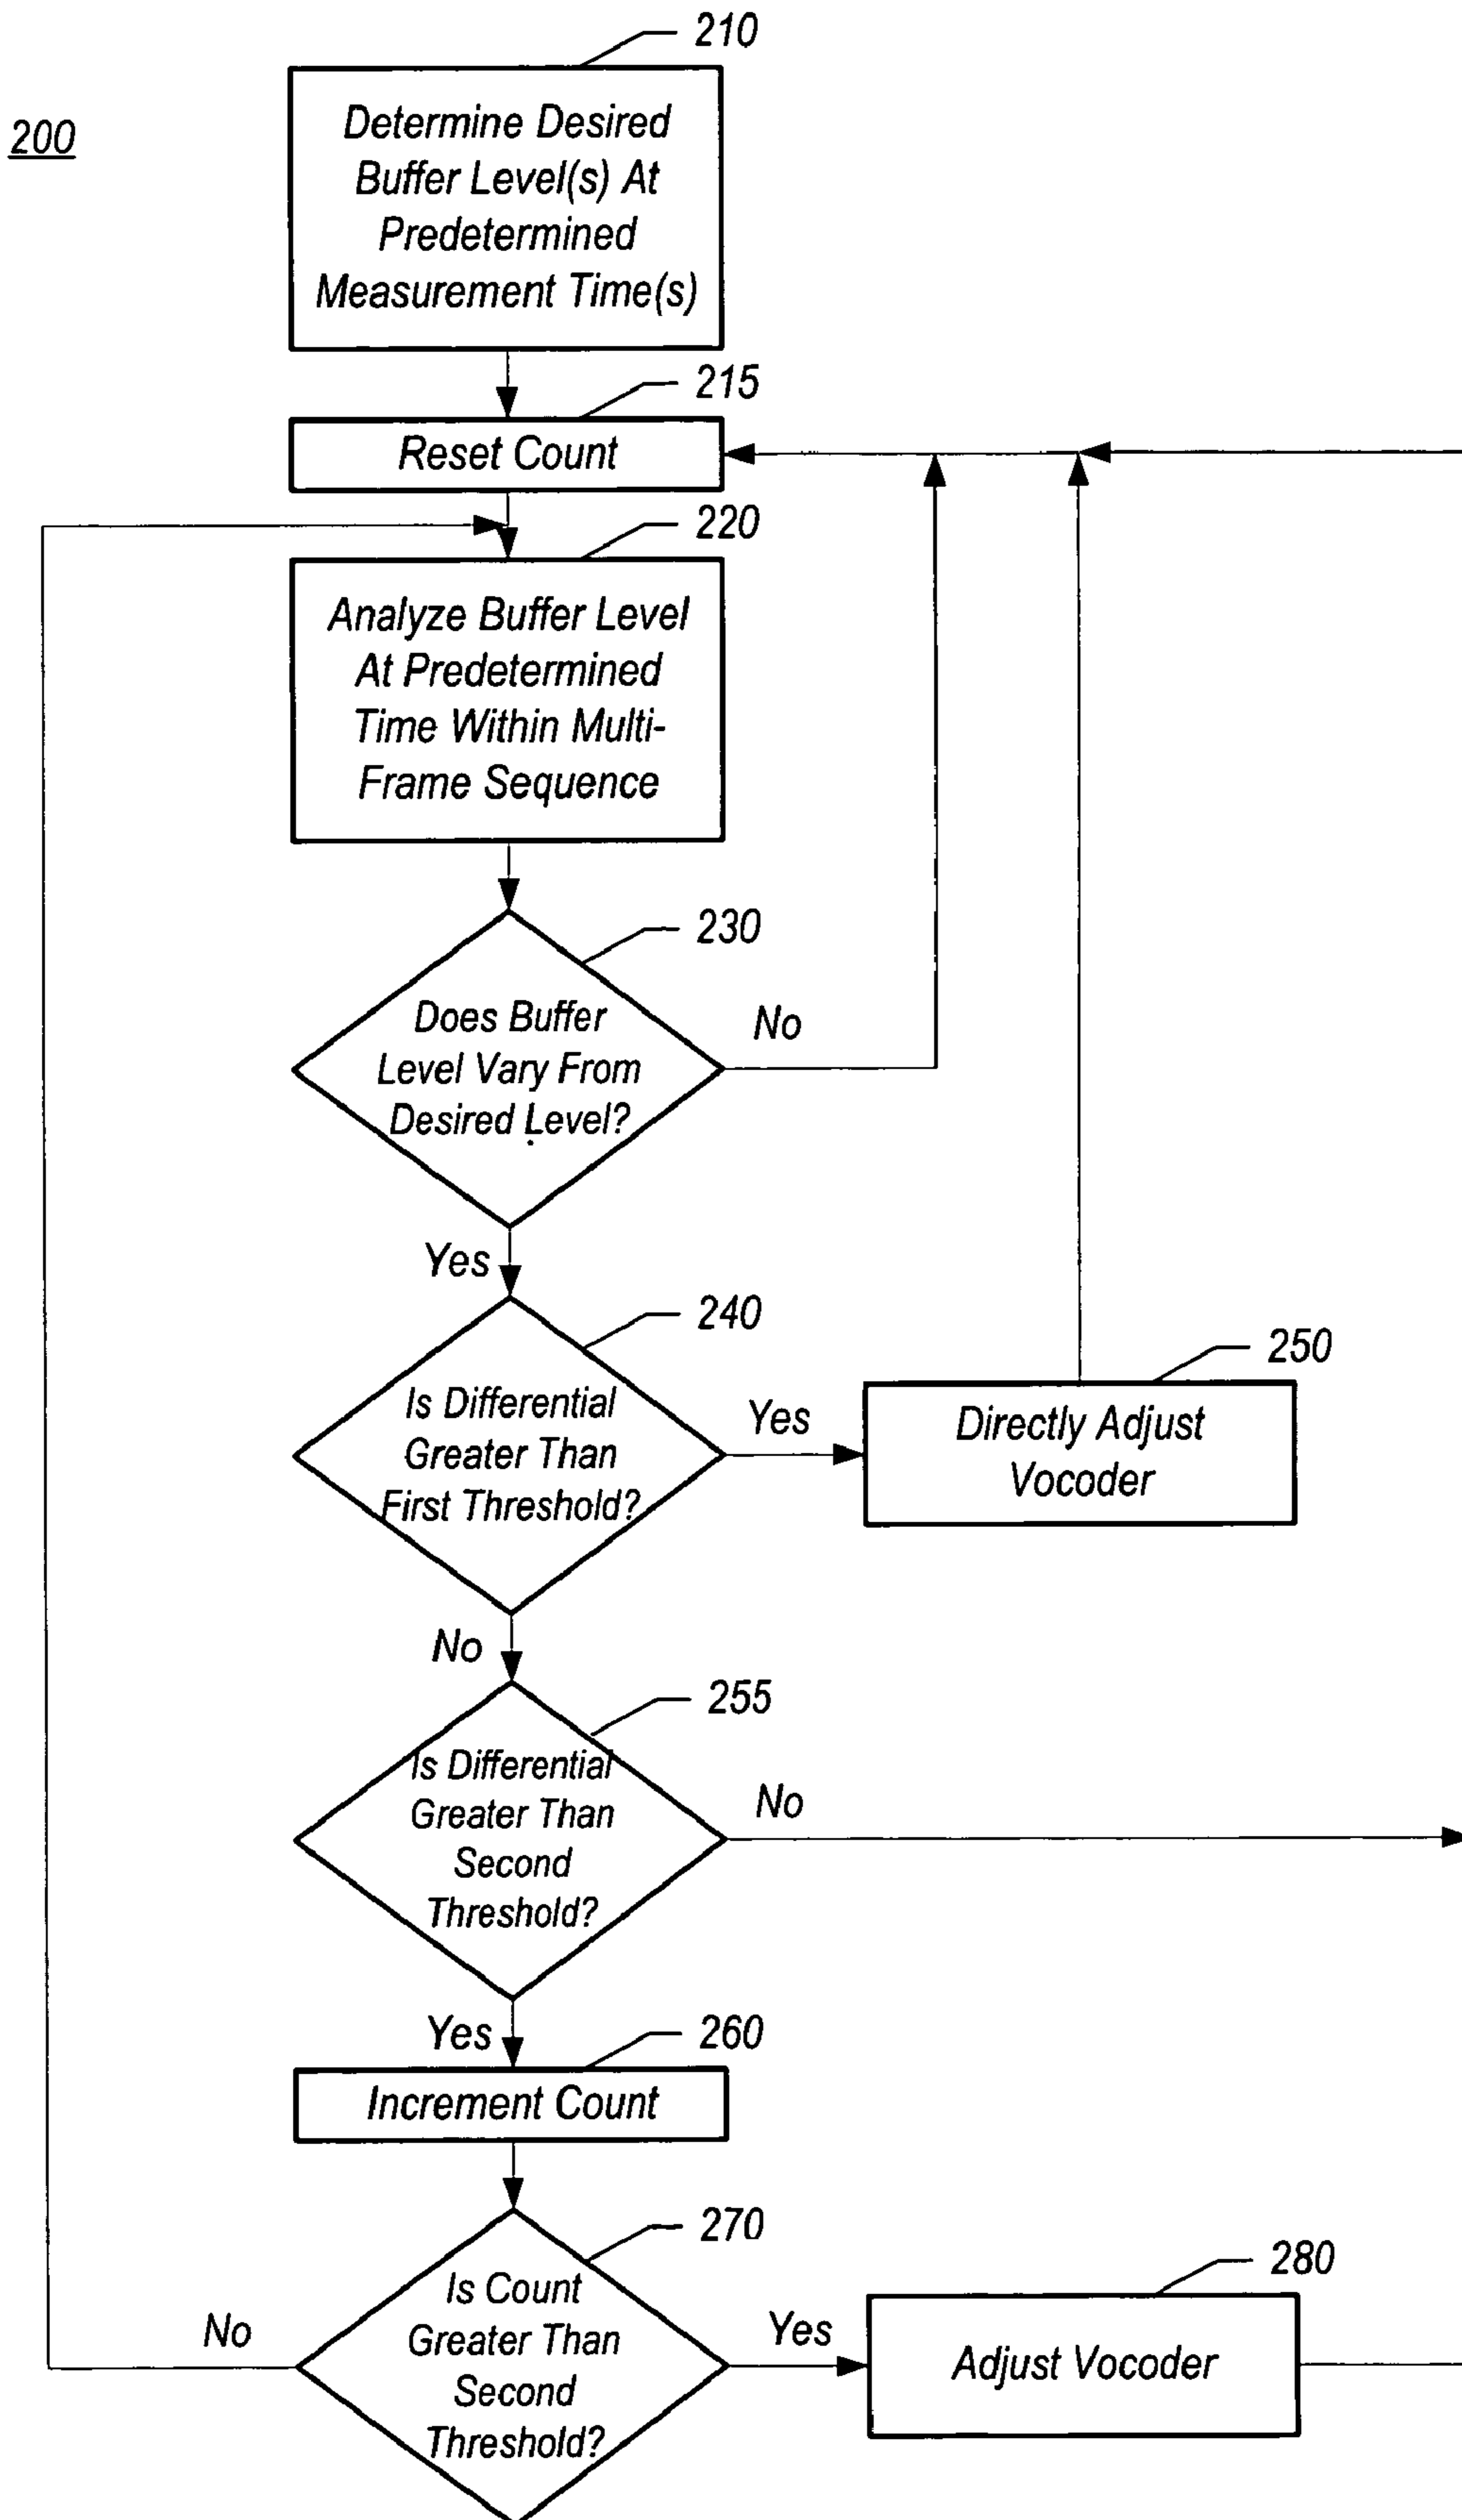 210
200
Determine Desired
Buffer Level(s) At
Predetermined
Measurement Time(s)
215
Reset Count
220
Analyze Buffer Level
At Predetermined
Time Within Multi-
Frame Sequence
230
Does Buffer
Level Vary From
Desired Level?
No
Yes
240
Is Differential
Greater Than
First Threshold?
Yes
250
Directly Adjust
Vocoder
No
255
Is Differential
Greater Than
Second
Threshold?
No
Yes
260
Increment Count
270
Is Count
Greater Than
Second
Threshold?
No
Yes
280
Adjust Vocoder